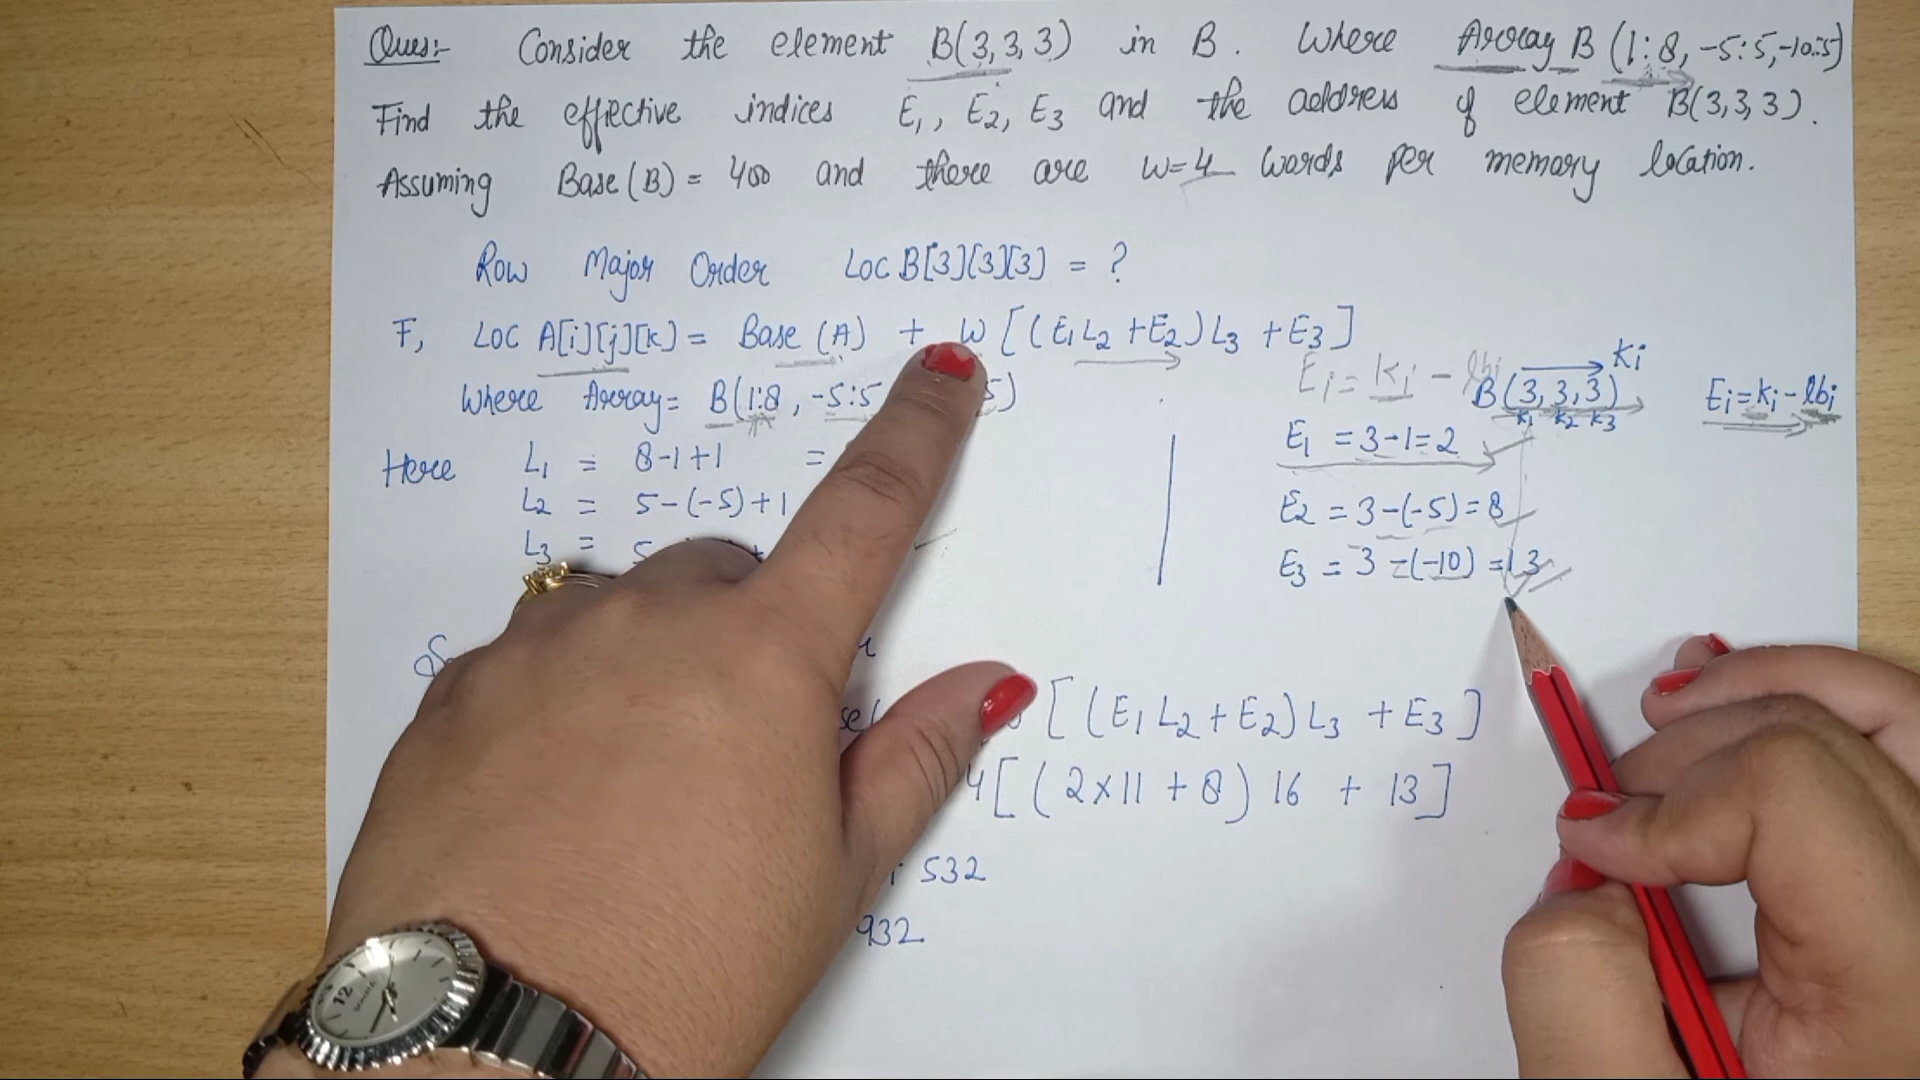 Ques:- Consider the element B(3,3,3) in B. Where Array B (1:8, -5:5, -10:5)
Find the effective indices E1, E2, E3 and the address of element B(3,3,3).
Assuming Base(B) = 400 and there are w=4 words per memory location.
Row Major Order Loc B[3][3][3] = ?
F, Loc A[i][j][k] = Base (A) + W [(E1L2 + E2)L3 + E3]
Ei = Ki - lbi
Ki
Where Array = B(1:8, -5:5 5)
B(3,3,3)
K1 K2 K3
Ei = Ki - lbi
Here L1 = 8-1+1 =
E1 = 3-1=2
L2 = 5-(-5)+1
E2 = 3-(-5)=8
L3 = 5
E3 = 3-(-10)=13
[(E1L2+E2)L3 + E3]
4[(2×11+8) 16 + 13]
532
932
12